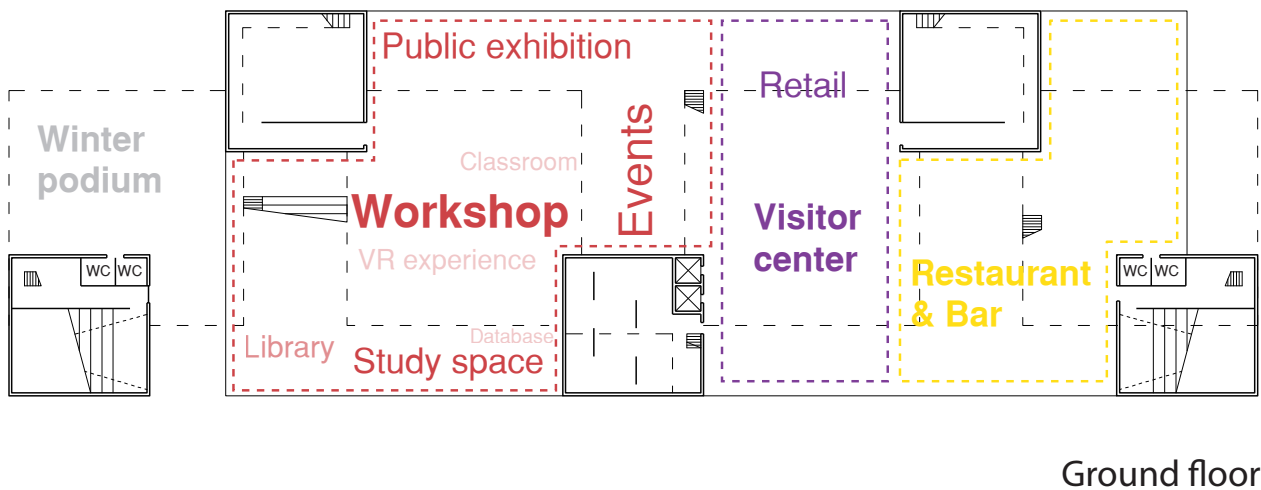 Public exhibition
Retail
Winter
podium
Events
Classroom
Workshop
Visitor
center
VR experience
WC WC
Restaurant
& Bar
WC WC
Library
Database
Study space
Ground floor